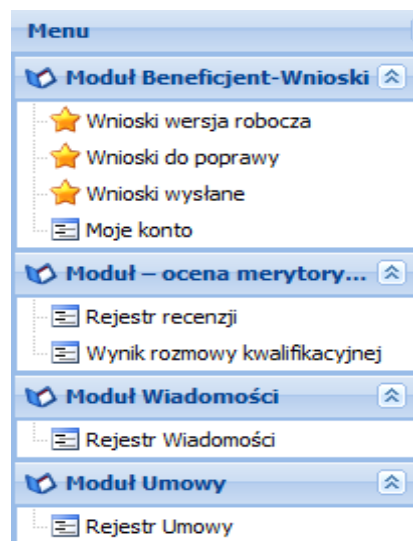 Menu
Moduł Beneficjent-Wnioski
Wnioski wersja robocza
Wnioski do poprawy
Wnioski wysłane
Moje konto
Moduł – ocena merytory...
Rejestr recenzji
Wynik rozmowy kwalifikacyjnej
Moduł Wiadomości
Rejestr Wiadomości
Moduł Umowy
Rejestr Umowy